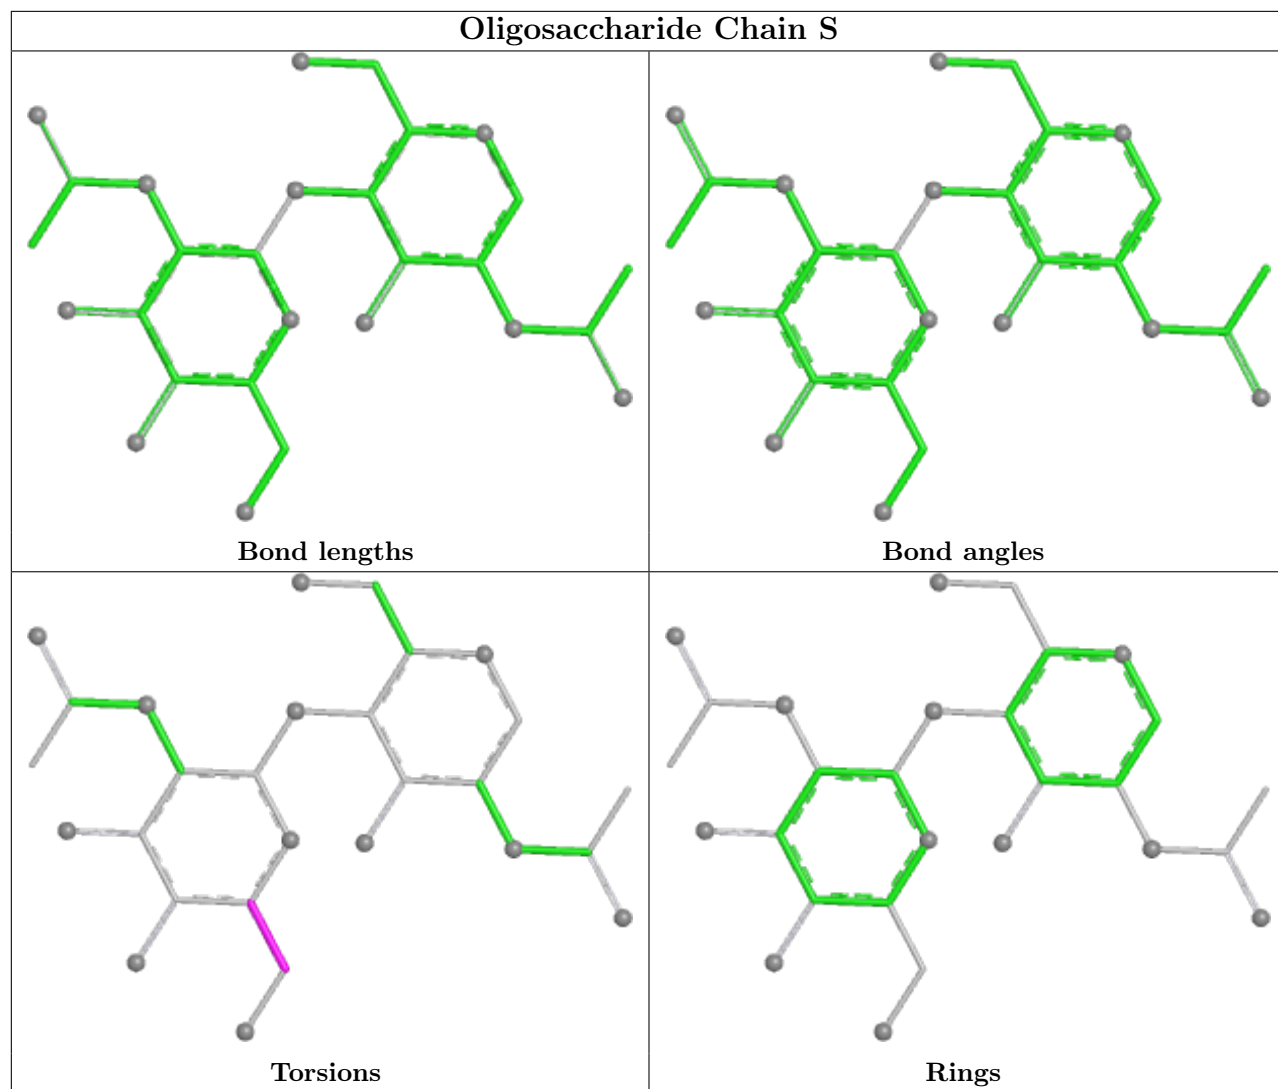 Oligosaccharide Chain S
Bond lengths
Bond angles
Torsions
Rings